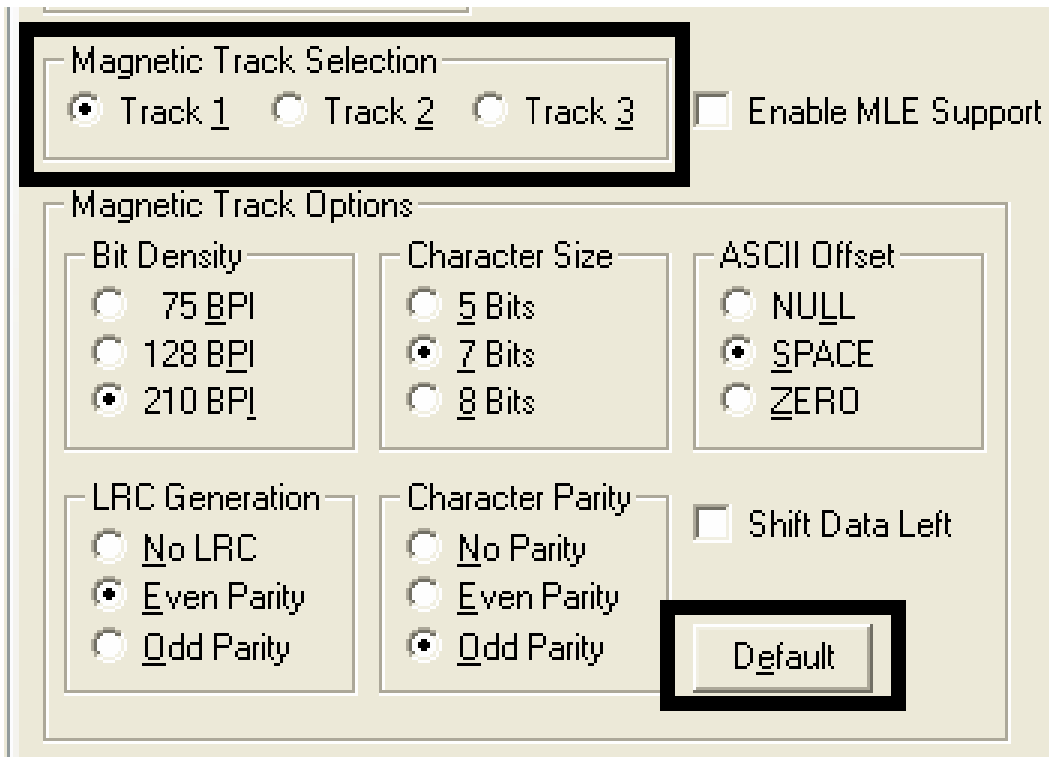 Magnetic Track Selection
Track 1 Track 2 Track 3 Enable MLE Support
Magnetic Track Options
Bit Density
75 BPI
128 BPI
210 BPI
Character Size
5 Bits
7 Bits
8 Bits
ASCII Offset
NULL
SPACE
ZERO
LRC Generation
No LRC
Even Parity
Odd Parity
Character Parity
No Parity
Even Parity
Odd Parity
Shift Data Left
Default